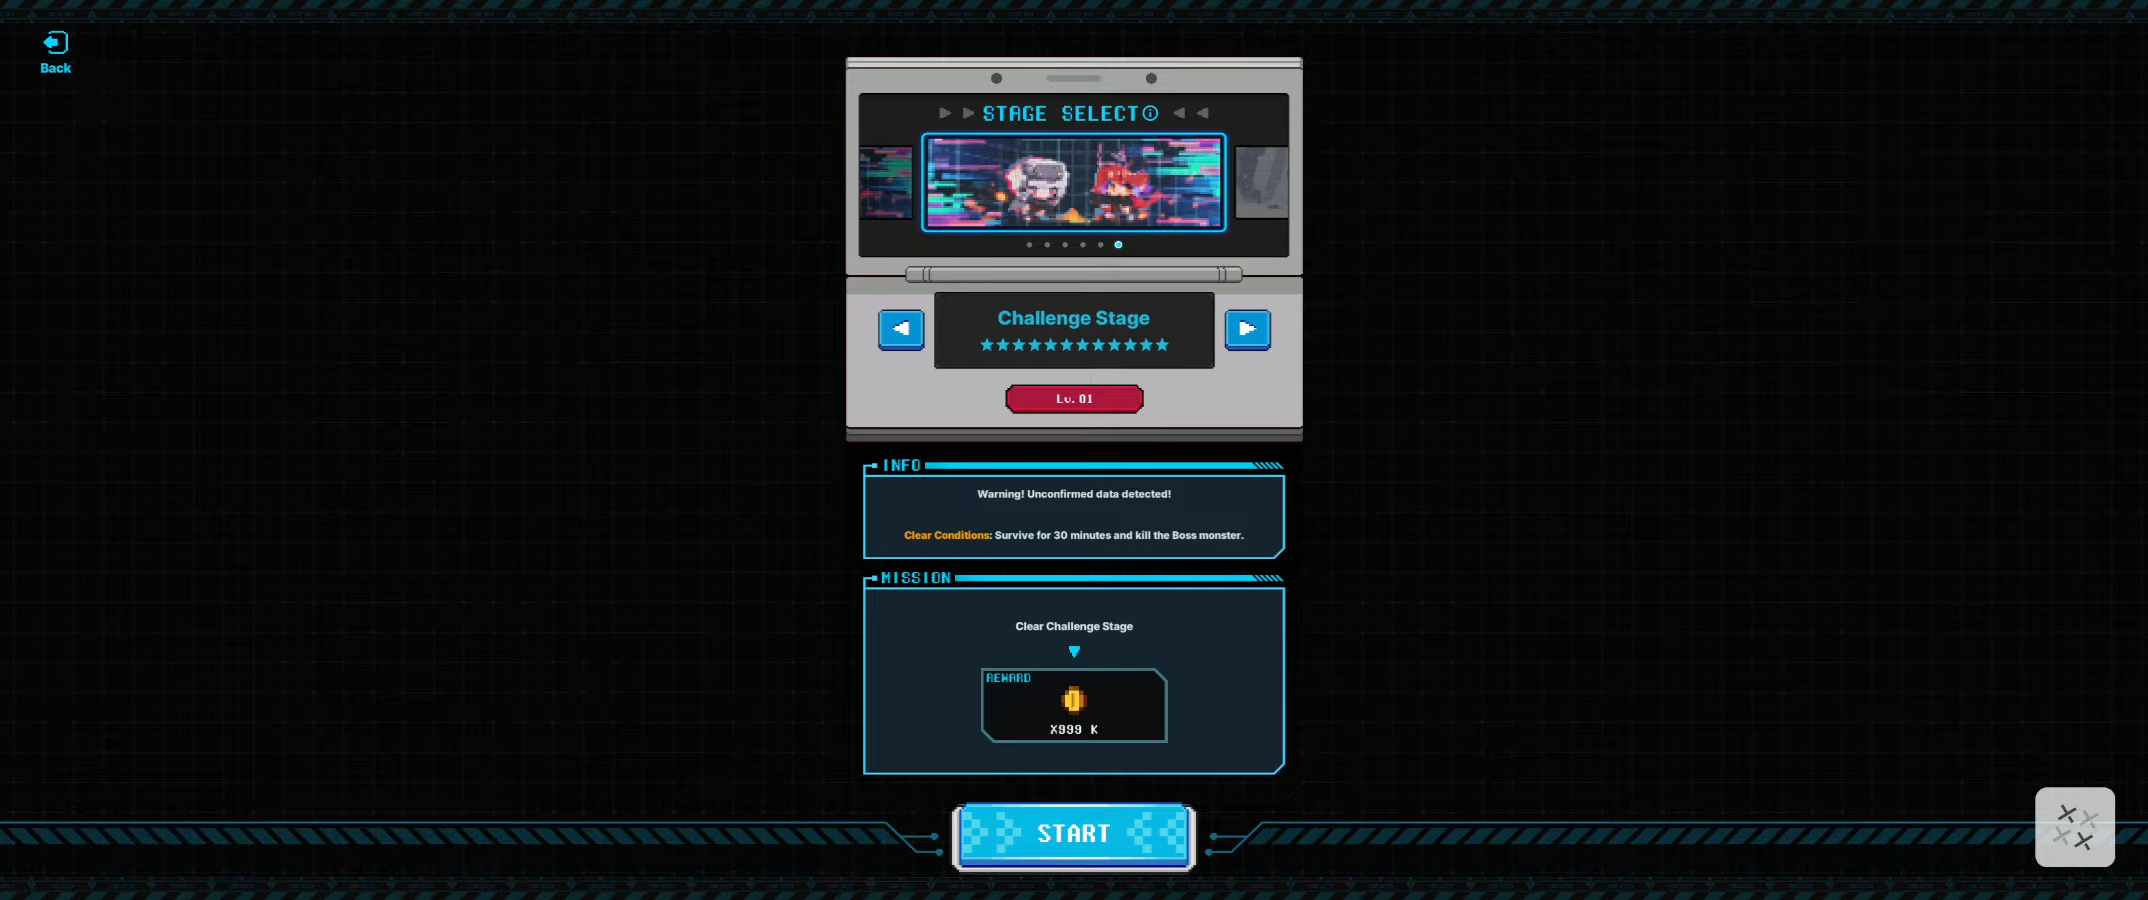 Back
STAGE SELECT
Challenge Stage
★★★★★★★★★★★★
Lv. 01
INFO
Warning! Unconfirmed data detected!
Clear Conditions: Survive for 30 minutes and kill the Boss monster.
MISSION
Clear Challenge Stage
REWARD
X999 K
START